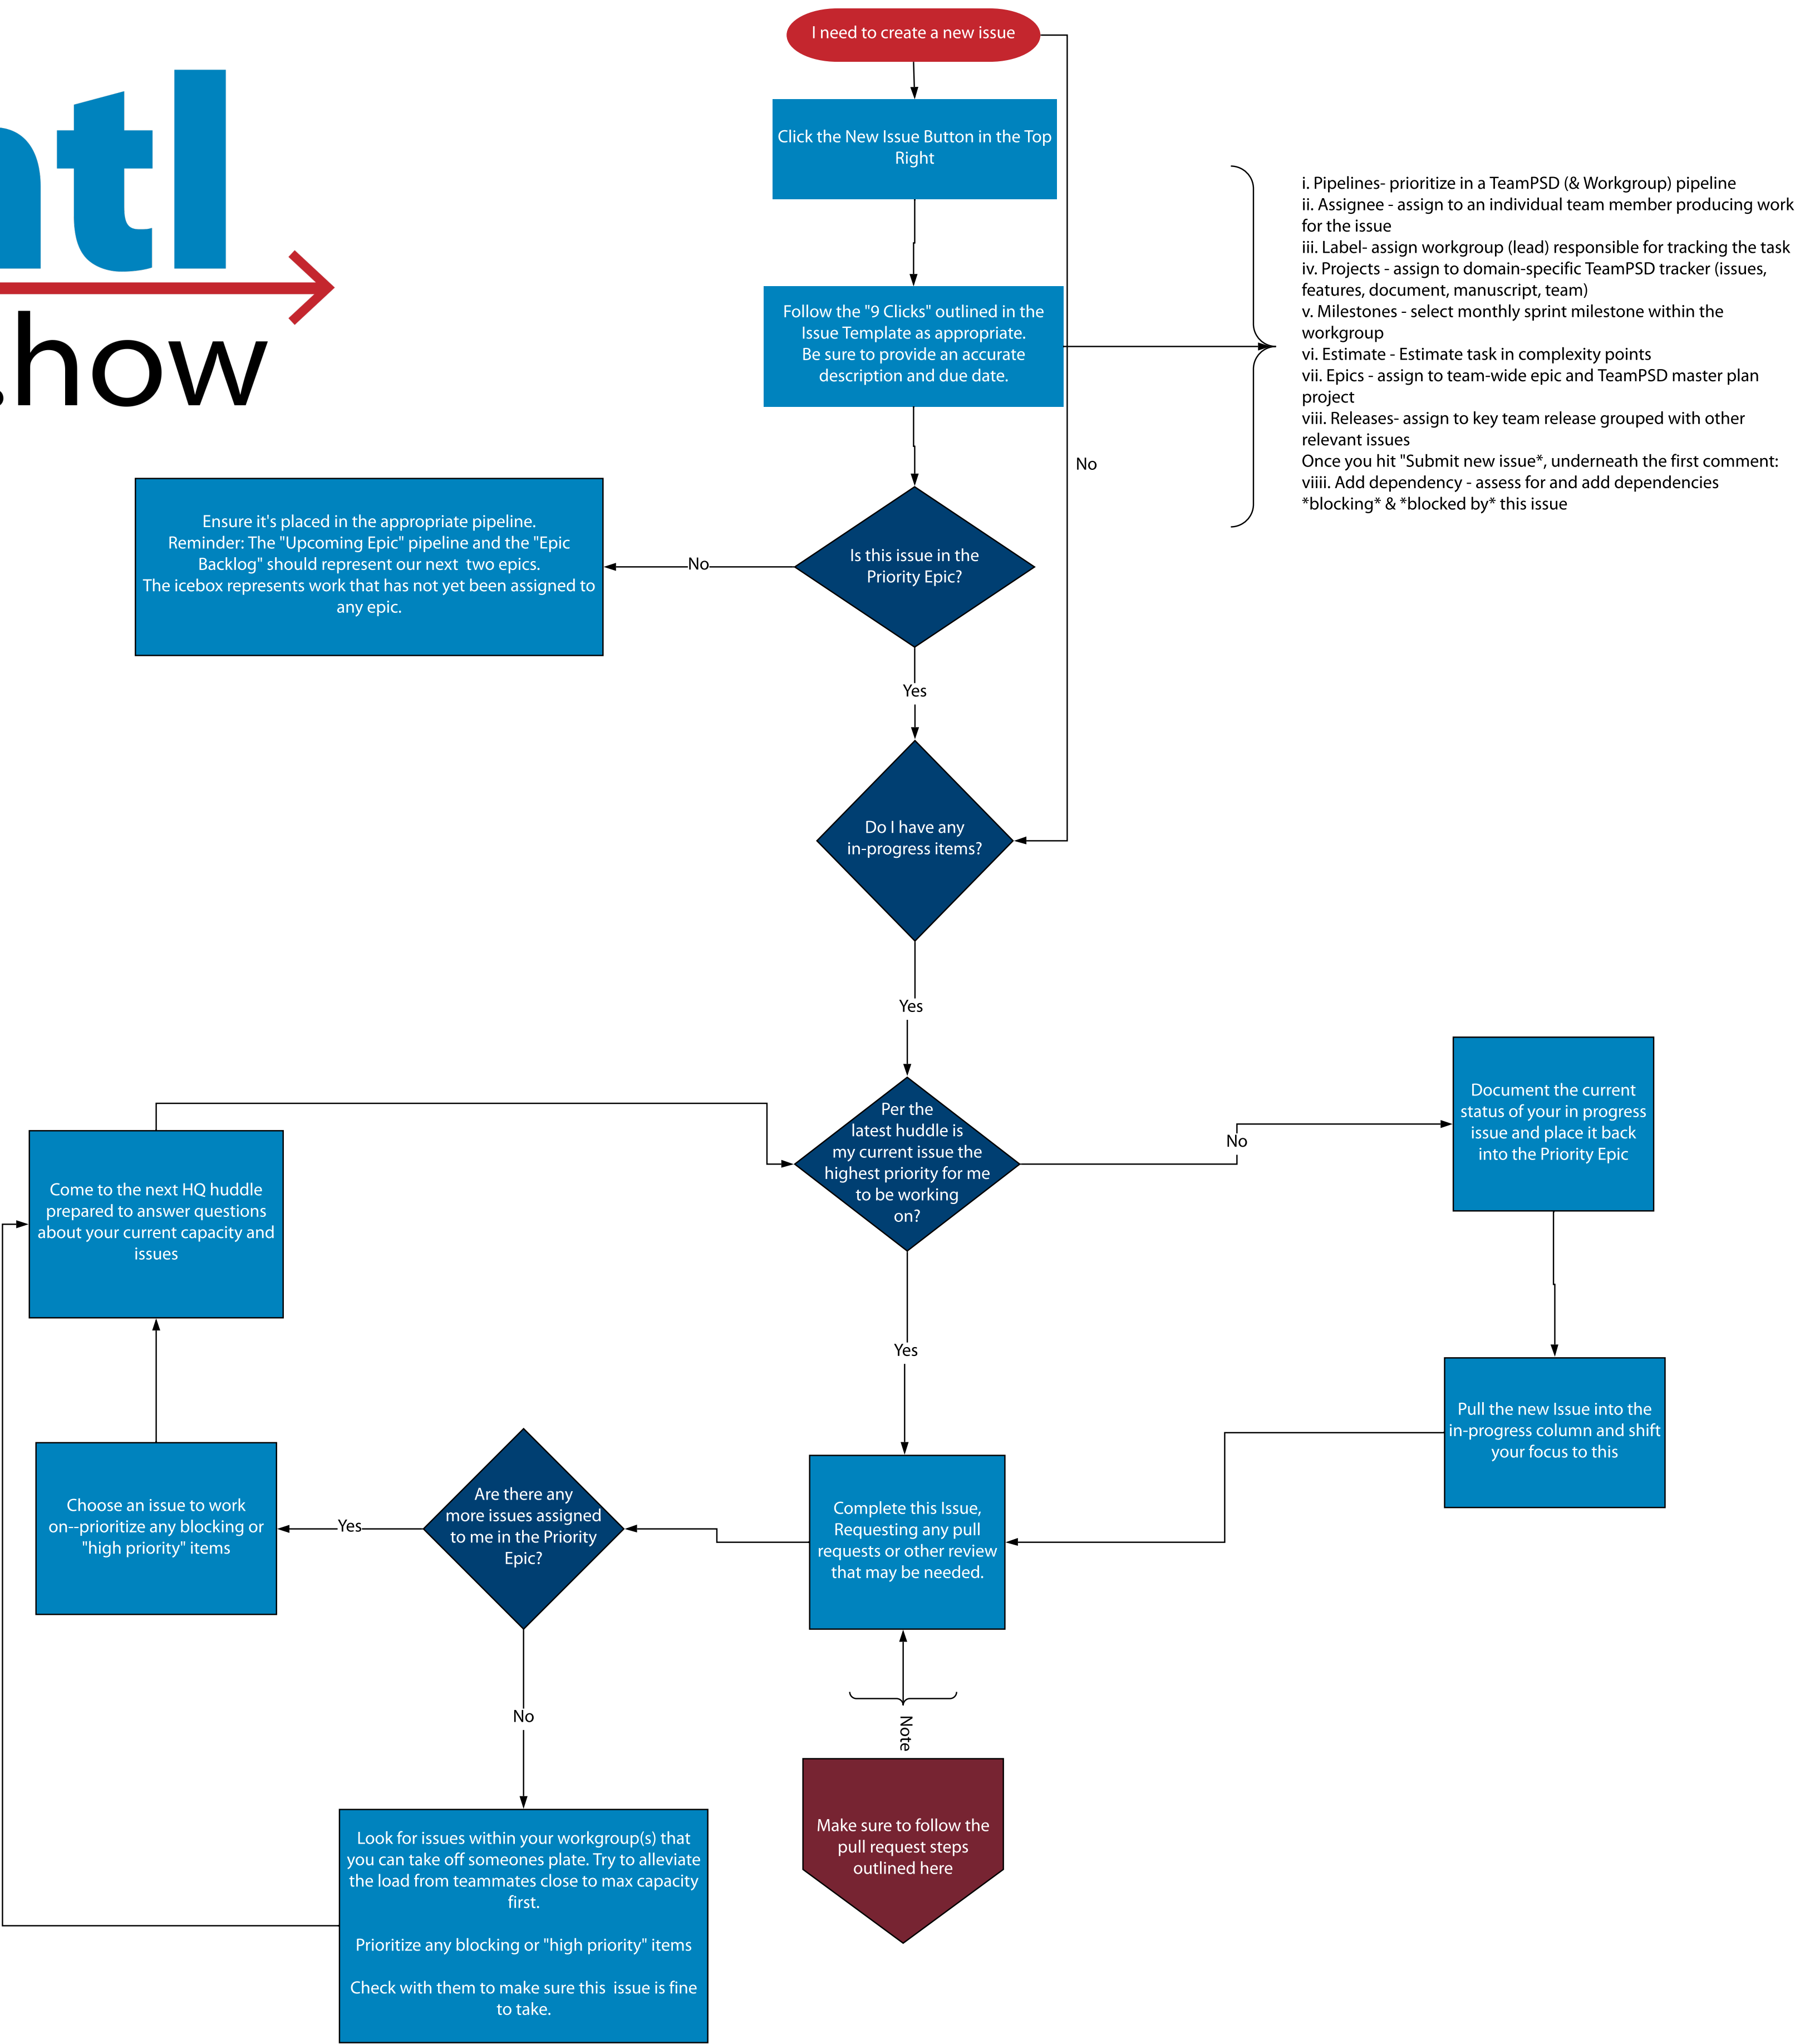 I need to create a new issue
ntl
.how
Click the New Issue Button in the Top
Right
i. Pipelines- prioritize in a TeamPSD (& Workgroup) pipeline
ii. Assignee - assign to an individual team member producing work
for the issue
iii. Label- assign workgroup (lead) responsible for tracking the task
iv. Projects - assign to domain-specific TeamPSD tracker (issues,
features, document, manuscript, team)
v. Milestones - select monthly sprint milestone within the
workgroup
vi. Estimate - Estimate task in complexity points
vii. Epics - assign to team-wide epic and TeamPSD master plan
project
viii. Releases- assign to key team release grouped with other
relevant issues
Once you hit "Submit new issue*, underneath the first comment:
viiii. Add dependency - assess for and add dependencies
*blocking* & *blocked by* this issue
Follow the "9 Clicks" outlined in the
Issue Template as appropriate.
Be sure to provide an accurate
description and due date.
No
Ensure it's placed in the appropriate pipeline.
Reminder: The "Upcoming Epic" pipeline and the "Epic
Backlog" should represent our next  two epics.
The icebox represents work that has not yet been assigned to
any epic.
No
Is this issue in the
Priority Epic?
Yes
Do I have any
in-progress items?
Yes
Per the
latest huddle is
my current issue the
highest priority for me
to be working
on?
No
Document the current
status of your in progress
issue and place it back
into the Priority Epic
Come to the next HQ huddle
prepared to answer questions
about your current capacity and
issues
Yes
Pull the new Issue into the
in-progress column and shift
your focus to this
Choose an issue to work
on--prioritize any blocking or
"high priority" items
Yes
Are there any
more issues assigned
to me in the Priority
Epic?
Complete this Issue,
Requesting any pull
requests or other review
that may be needed.
No
Note
Make sure to follow the
pull request steps
outlined here
Look for issues within your workgroup(s) that
you can take off someones plate. Try to alleviate
the load from teammates close to max capacity
first.
Prioritize any blocking or "high priority" items
Check with them to make sure this  issue is fine
to take.